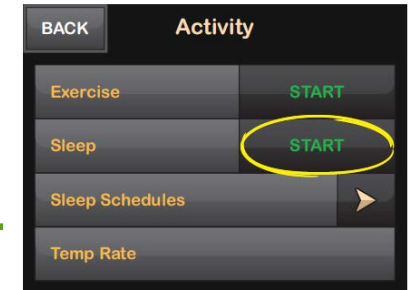 BACK Activity
Exercise START
Sleep START
Sleep Schedules
Temp Rate